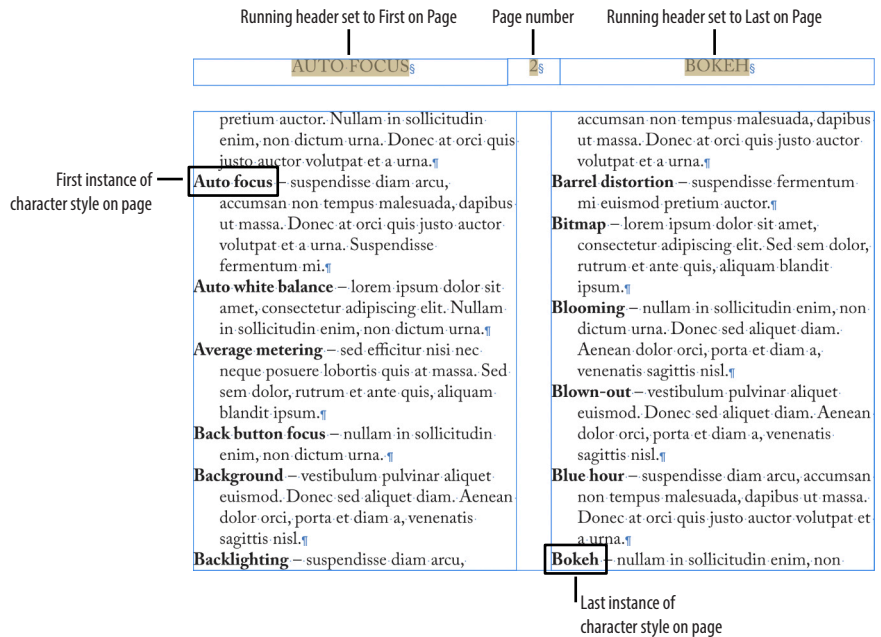 Running header set to First on Page
Page number
Running header set to Last on Page
AUTO FOCUS§
2§
BOKEH§
First instance of
character style on page
pretium auctor. Nullam in sollicitudin
enim, non dictum urna. Donec at orci quis
justo auctor volutpat et a urna.¶
Auto focus – suspendisse diam arcu,
accumsan non tempus malesuada, dapibus
ut massa. Donec at orci quis justo auctor
volutpat et a urna. Suspendisse
fermentum mi.¶
Auto white balance – lorem ipsum dolor sit
amet, consectetur adipiscing elit. Nullam
in sollicitudin enim, non dictum urna.¶
Average metering – sed efficitur nisi nec
neque posuere lobortis quis at massa. Sed
sem dolor, rutrum et ante quis, aliquam
blandit ipsum.¶
Back button focus – nullam in sollicitudin
enim, non dictum urna. ¶
Background – vestibulum pulvinar aliquet
euismod. Donec sed aliquet diam. Aenean
dolor orci, porta et diam a, venenatis
sagittis nisl.¶
Backlighting – suspendisse diam arcu,
accumsan non tempus malesuada, dapibus
ut massa. Donec at orci quis justo auctor
volutpat et a urna.¶
Barrel distortion – suspendisse fermentum
mi euismod pretium auctor.¶
Bitmap – lorem ipsum dolor sit amet,
consectetur adipiscing elit. Sed sem dolor,
rutrum et ante quis, aliquam blandit
ipsum.¶
Blooming – nullam in sollicitudin enim, non
dictum urna. Donec sed aliquet diam.
Aenean dolor orci, porta et diam a,
venenatis sagittis nisl.¶
Blown-out – vestibulum pulvinar aliquet
euismod. Donec sed aliquet diam. Aenean
dolor orci, porta et diam a, venenatis
sagittis nisl.¶
Blue hour – suspendisse diam arcu, accumsan
non tempus malesuada, dapibus ut massa.
Donec at orci quis justo auctor volutpat et
a urna.¶
Bokeh – nullam in sollicitudin enim, non
Last instance of
character style on page